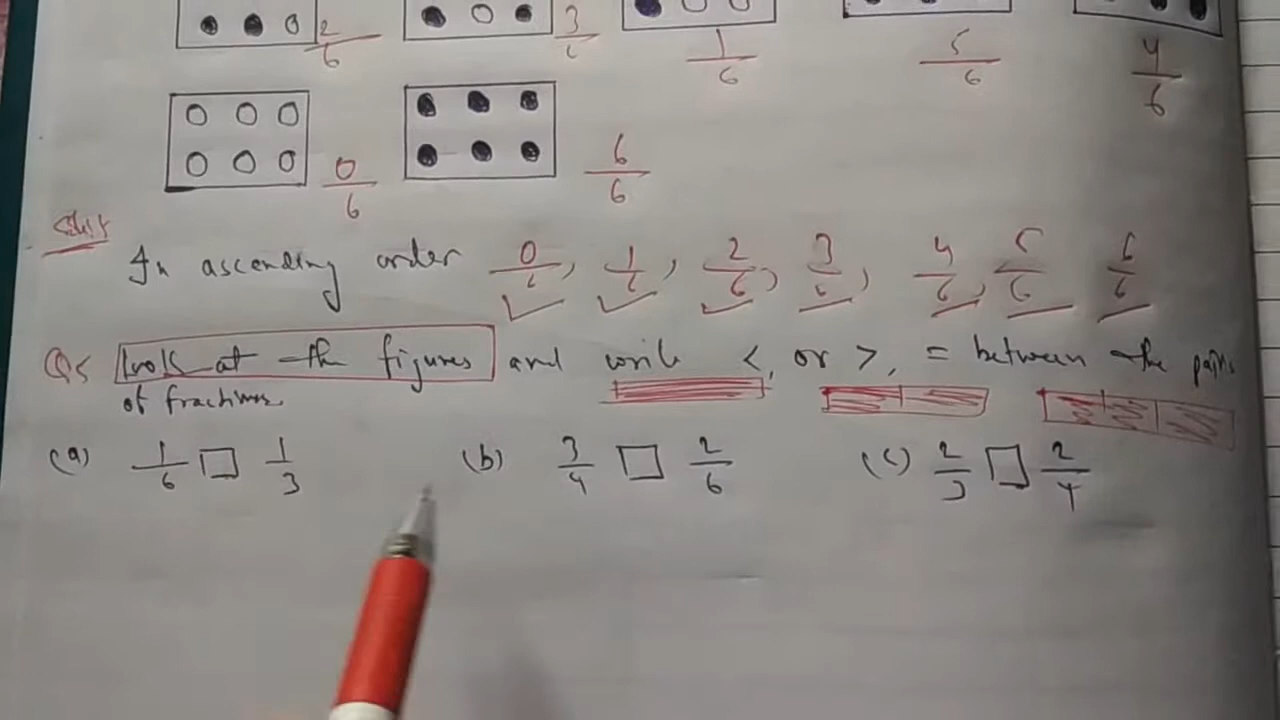 2/6 3/6 1/6 5/6 4/6
0/6 6/6
In ascending order 0/6, 1/6, 2/6, 3/6, 4/6, 5/6 6/6
Q5 look at the figures and write <, or >, = between the pairs
of fractions.
(a) 1/6 □ 1/3 (b) 3/4 □ 2/6 (c) 2/3 □ 2/4